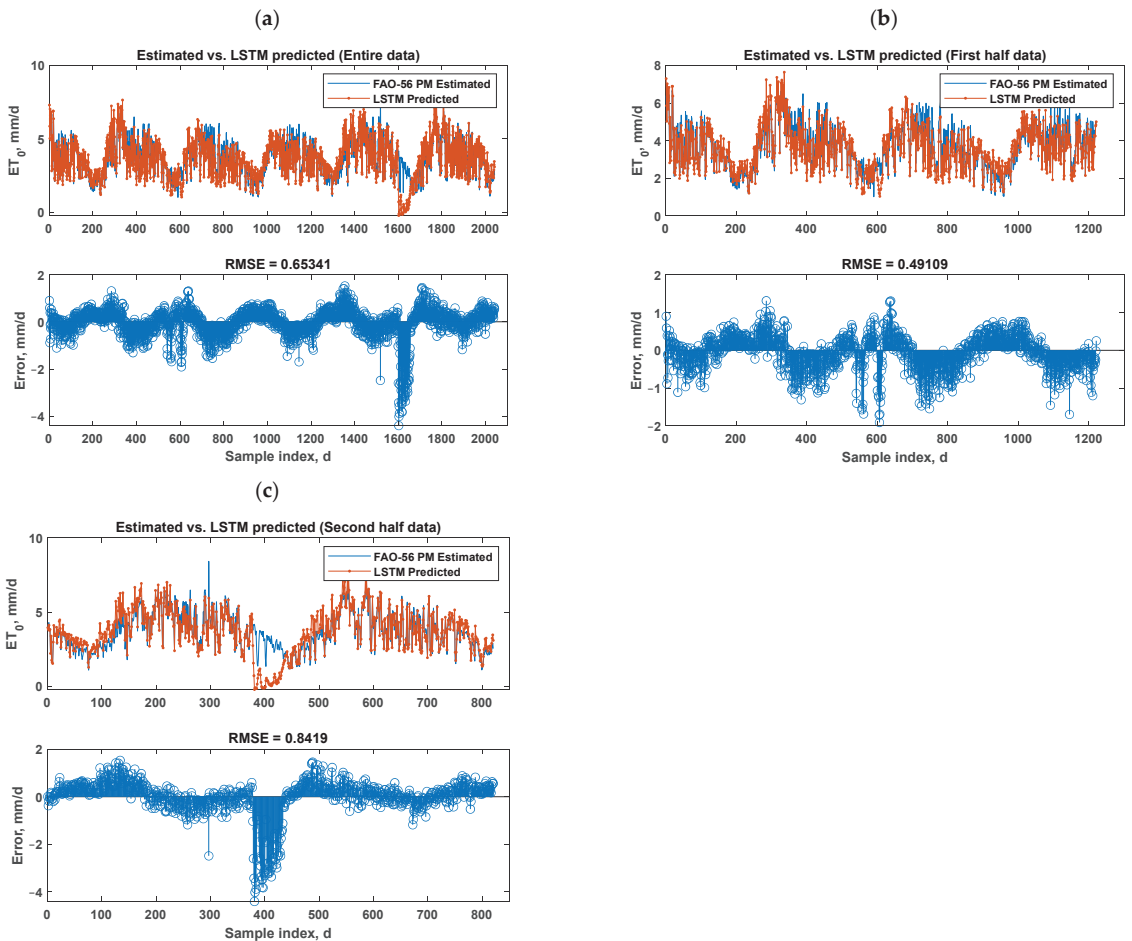 (a)
Estimated vs. LSTM predicted (Entire data)
10
5
0
ET0, mm/d
FAO-56 PM Estimated
LSTM Predicted
0 200 400 600 800 1000 1200 1400 1600 1800 2000
RMSE = 0.65341
2
0
−2
−4
Error, mm/d
0 200 400 600 800 1000 1200 1400 1600 1800 2000
Sample index, d
(b)
Estimated vs. LSTM predicted (First half data)
8
6
4
2
0
ET0, mm/d
FAO-56 PM Estimated
LSTM Predicted
0 200 400 600 800 1000 1200
RMSE = 0.49109
2
1
0
−1
−2
Error, mm/d
0 200 400 600 800 1000 1200
Sample index, d
(c)
Estimated vs. LSTM predicted (Second half data)
10
5
0
ET0, mm/d
FAO-56 PM Estimated
LSTM Predicted
0 100 200 300 400 500 600 700 800
RMSE = 0.8419
2
0
−2
−4
Error, mm/d
0 100 200 300 400 500 600 700 800
Sample index, d